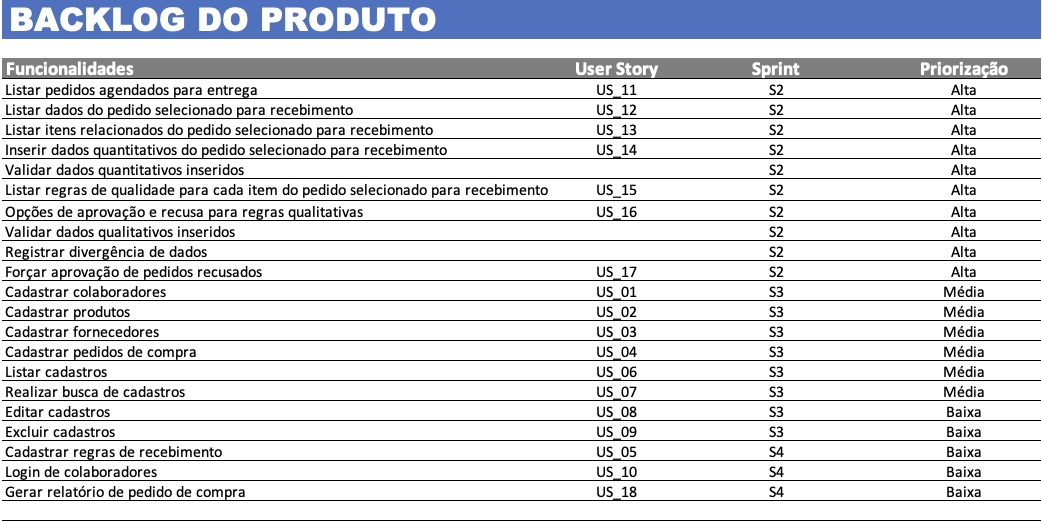 BACKLOG DO PRODUTO
Funcionalidades User Story Sprint Priorização
Listar pedidos agendados para entrega US_11 S2 Alta
Listar dados do pedido selecionado para recebimento US_12 S2 Alta
Listar itens relacionados do pedido selecionado para recebimento US_13 S2 Alta
Inserir dados quantitativos do pedido selecionado para recebimento US_14 S2 Alta
Validar dados quantitativos inseridos S2 Alta
Listar regras de qualidade para cada item do pedido selecionado para recebimento US_15 S2 Alta
Opções de aprovação e recusa para regras qualitativas US_16 S2 Alta
Validar dados qualitativos inseridos S2 Alta
Registrar divergência de dados S2 Alta
Forçar aprovação de pedidos recusados US_17 S2 Alta
Cadastrar colaboradores US_01 S3 Média
Cadastrar produtos US_02 S3 Média
Cadastrar fornecedores US_03 S3 Média
Cadastrar pedidos de compra US_04 S3 Média
Listar cadastros US_06 S3 Média
Realizar busca de cadastros US_07 S3 Média
Editar cadastros US_08 S3 Baixa
Excluir cadastros US_09 S3 Baixa
Cadastrar regras de recebimento US_05 S4 Baixa
Login de colaboradores US_10 S4 Baixa
Gerar relatório de pedido de compra US_18 S4 Baixa